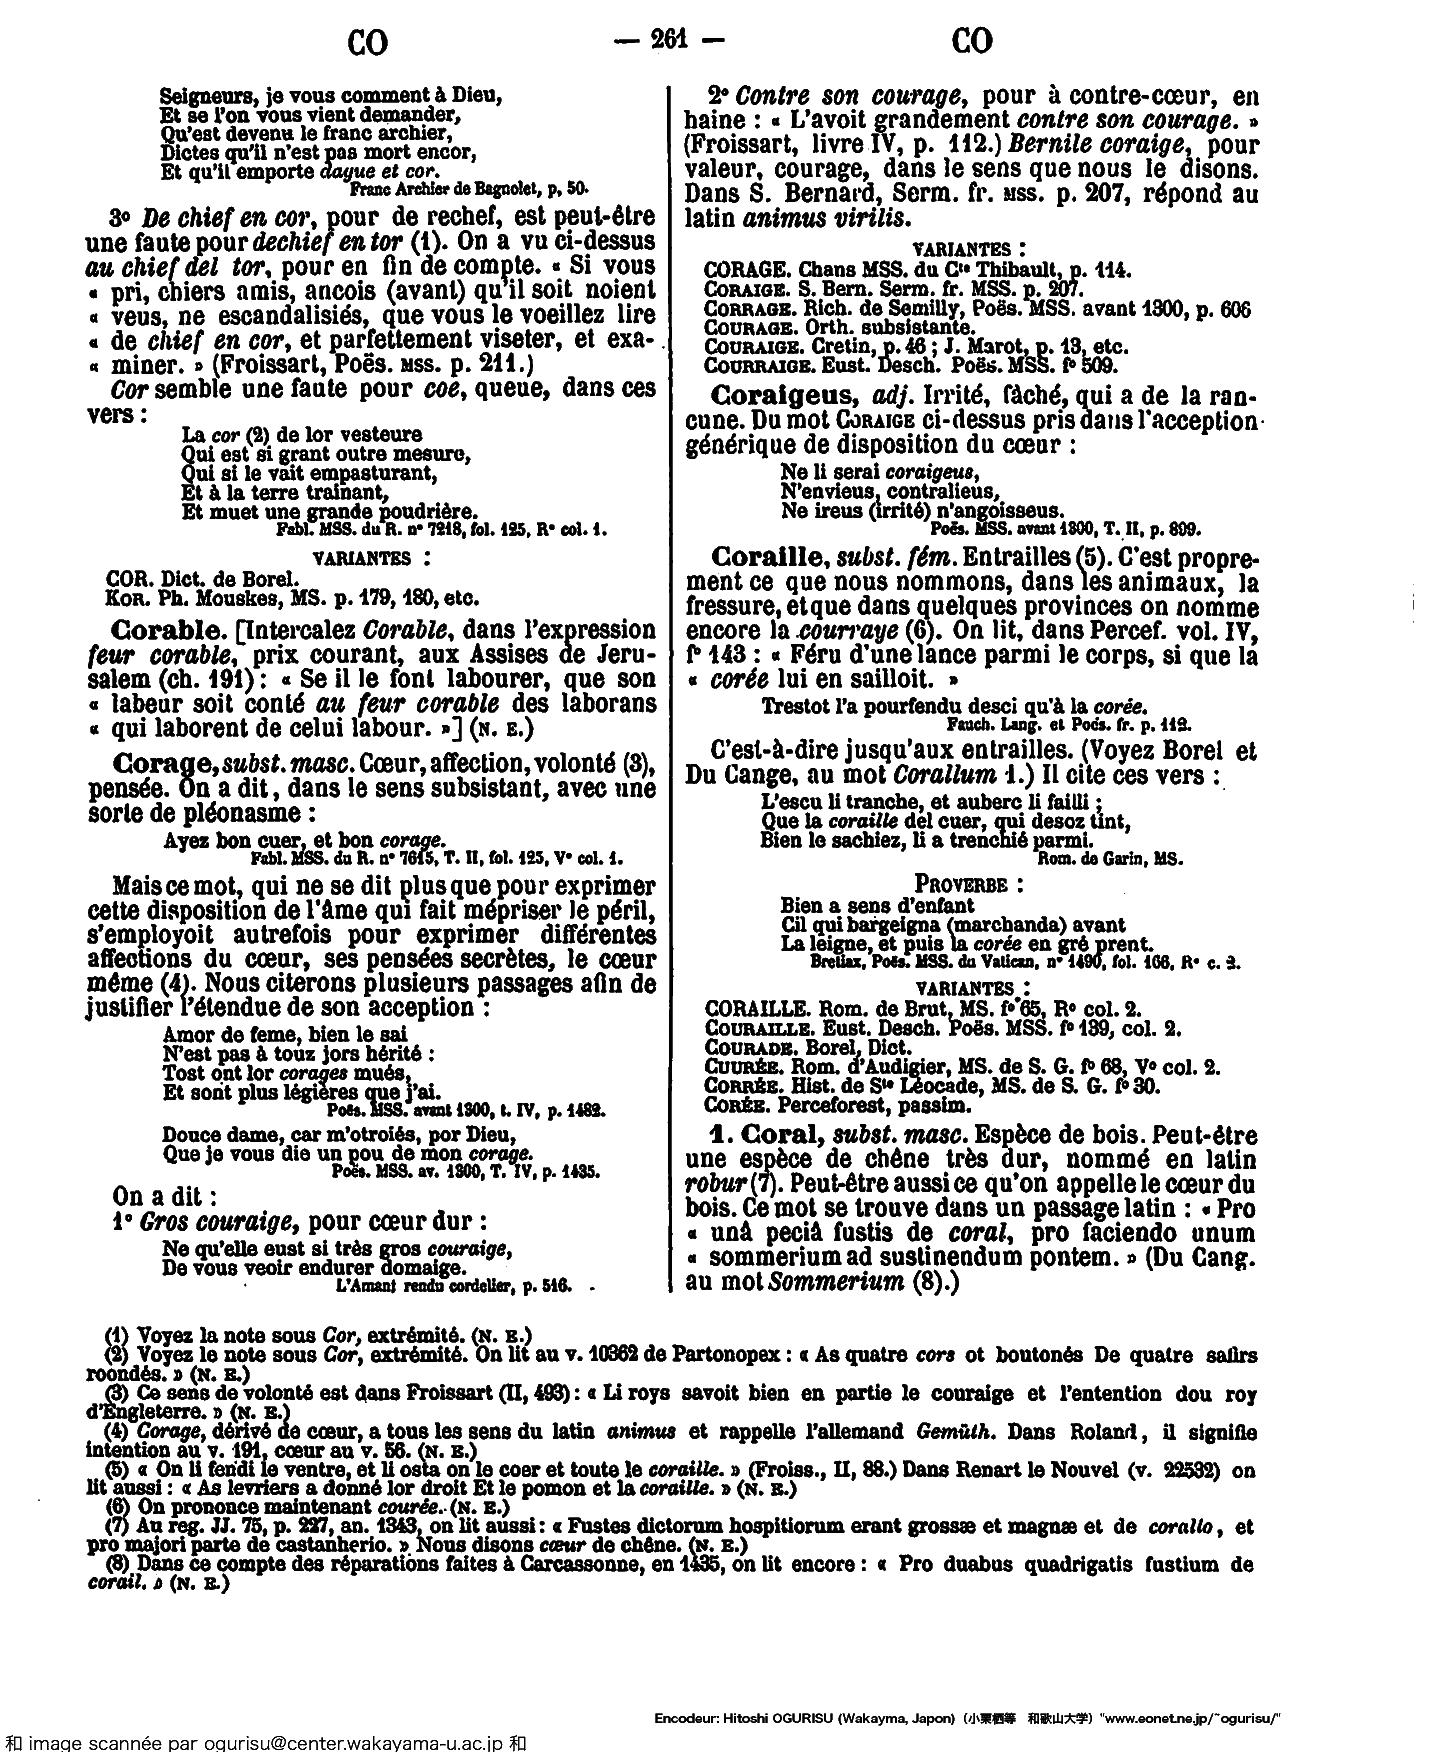 CO
— 261 —
CO
Seigneurs, je vous comment à Dieu,
Et se l'on vous vient demander,
Qu'est devenu le franc archier,
Dictes qu'il n'est pas mort encor,
Et qu'il emporte dague et cor.
Franc Archier de Bagnolet, p. 50.
3º De chief en cor, pour de rechef, est peut-être
une faute pour dechief en tor (1). On a vu ci-dessus
au chief del tor, pour en fin de compte. « Si vous
« pri, chiers amis, ancois (avant) qu'il soit noient
« veus, ne escandalisiés, que vous le voeillez lire
« de chief en cor, et parfettement viseter, et exa-
« miner. » (Froissart, Poës. MSS. p. 211.)
Cor semble une faute pour coe, queue, dans ces
vers :
La cor (2) de lor vesteure
Qui est si grant outre mesure,
Qui si le vait empasturant,
Et à la terre trainant,
Et muet une grande poudrière.
Fabl. MSS. du R. nº 7218, fol. 125, Rº col. 1.
VARIANTES :
COR. Dict. de Borel.
KOR. Ph. Mouskes, MS. p. 179, 180, etc.
Corable. [Intercalez Corable, dans l'expression
feur corable, prix courant, aux Assises de Jeru-
salem (ch. 191) : « Se il le font labourer, que son
« labeur soit conté au feur corable des laborans
« qui laborent de celui labour. »] (N. E.)
Corage, subst. masc. Cœur, affection, volonté (3),
pensée. On a dit, dans le sens subsistant, avec une
sorte de pléonasme :
Ayez bon cuer, et bon corage.
Fabl. MSS. du R. nº 7615, T. II, fol. 125, Vº col. 1.
Mais ce mot, qui ne se dit plus que pour exprimer
cette disposition de l'âme qui fait mépriser le péril,
s'employoit autrefois pour exprimer différentes
affections du cœur, ses pensées secrètes, le cœur
même (4). Nous citerons plusieurs passages afin de
justifier l'étendue de son acception :
Amor de feme, bien le sai
N'est pas à touz jors hérité :
Tost ont lor corages mués,
Et sont plus légières que j'ai.
Poës. MSS. avant 1300, t. IV, p. 1482.
Douce dame, car m'otroiés, por Dieu,
Que je vous die un pou de mon corage.
Poës. MSS. av. 1300, T. IV, p. 1435.
On a dit :
1º Gros couraige, pour cœur dur :
Ne qu'elle eust si très gros couraige,
De vous veoir endurer domaige.
L'Amant rendu cordelier, p. 516.
2º Contre son courage, pour à contre-cœur, en
haine : « L'avoit grandement contre son courage. »
(Froissart, livre IV, p. 112.) Bernile coraige, pour
valeur, courage, dans le sens que nous le disons.
Dans S. Bernard, Serm. fr. MSS. p. 207, répond au
latin animus virilis.
VARIANTES :
CORAGE. Chans MSS. du Cte Thibault, p. 114.
CORAIGE. S. Bern. Serm. fr. MSS. p. 207.
CORRAGE. Rich. de Semilly, Poës. MSS. avant 1300, p. 606
COURAGE. Orth. subsistante.
COURAIGE. Cretin, p. 46 ; J. Marot, p. 13, etc.
COURRAIGE. Eust. Desch. Poës. MSS. fº 509.
Coraigeus, adj. Irrité, fâché, qui a de la ran-
cune. Du mot CORAIGE ci-dessus pris dans l'acception
générique de disposition du cœur :
Ne li serai coraigeus,
N'envieus, contralieus,
Ne ireus (irrité) n'angoisseus.
Poës. MSS. avant 1300, T. II, p. 899.
Coraille, subst. fém. Entrailles (5). C'est propre-
ment ce que nous nommons, dans les animaux, la
fressure, et que dans quelques provinces on nomme
encore la courraye (6). On lit, dans Percef. vol. IV,
fº 143 : « Féru d'une lance parmi le corps, si que la
« corée lui en sailloit. »
Trestot l'a pourfendu desci qu'à la corée.
Fauch. Lang. et Poës. fr. p. 112.
C'est-à-dire jusqu'aux entrailles. (Voyez Borel et
Du Cange, au mot Corallum 1.) Il cite ces vers :
L'escu li tranche, et auberc li failli ;
Que la coraille del cuer, qui desoz tint,
Bien le sachiez, li a trenchié parmi.
Rom. de Garin, MS.
PROVERBE :
Bien a sens d'enfant
Cil qui bargeigna (marchanda) avant
La leigne, et puis la corée en gré prent.
Bretiax, Poës. MSS. du Vatican, nº 1490, fol. 166, Rº c. 2.
VARIANTES :
CORAILLE. Rom. de Brut, MS. fº 65, Rº col. 2.
COURAILLE. Eust. Desch. Poës. MSS. fº 139, col. 2.
COURADE. Borel, Dict.
CUURÉE. Rom. d'Audigier, MS. de S. G. fº 68, Vº col. 2.
CORRÉE. Hist. de Ste Léocade, MS. de S. G. fº 30.
CORÉE. Perceforest, passim.
1. Coral, subst. masc. Espèce de bois. Peut-être
une espèce de chêne très dur, nommé en latin
robur (7). Peut-être aussi ce qu'on appelle le cœur du
bois. Ce mot se trouve dans un passage latin : « Pro
« unâ peciâ fustis de coral, pro faciendo unum
« sommerium ad sustinendum pontem. » (Du Cang.
au mot Sommerium (8).)
(1) Voyez la note sous Cor, extrémité. (N. E.)
(2) Voyez le note sous Cor, extrémité. On lit au v. 10362 de Partonopex : « As quatre cors ot boutonés De quatre safirs
roondés. » (N. E.)
(3) Ce sens de volonté est dans Froissart (II, 493) : « Li roys savoit bien en partie le couraige et l'entention dou roy
d'Engleterre. » (N. E.)
(4) Corage, dérivé de cœur, a tous les sens du latin animus et rappelle l'allemand Gemüth. Dans Roland, il signifie
intention au v. 191, cœur au v. 56. (N. E.)
(5) « On li fendi le ventre, et li osta on le coer et toute le coraille. » (Froiss., II, 88.) Dans Renart le Nouvel (v. 22532) on
lit aussi : « As levriers a donné lor droit Et le pomon et la coraille. » (N. E.)
(6) On prononce maintenant courée. (N. E.)
(7) Au reg. JJ. 75, p. 227, an. 1343, on lit aussi : « Fustes dictorum hospitiorum erant grossæ et magnæ et de corallo, et
pro majori parte de castanherio. » Nous disons cœur de chêne. (N. E.)
(8) Dans ce compte des réparations faites à Carcassonne, en 1435, on lit encore : « Pro duabus quadrigatis fustium de
corail. » (N. E.)
Encodeur: Hitoshi OGURISU (Wakayma, Japon) (小栗栖等 和歌山大学) "www.eonet.ne.jp/~ogurisu/"
和 image scannée par ogurisu@center.wakayama-u.ac.jp 和